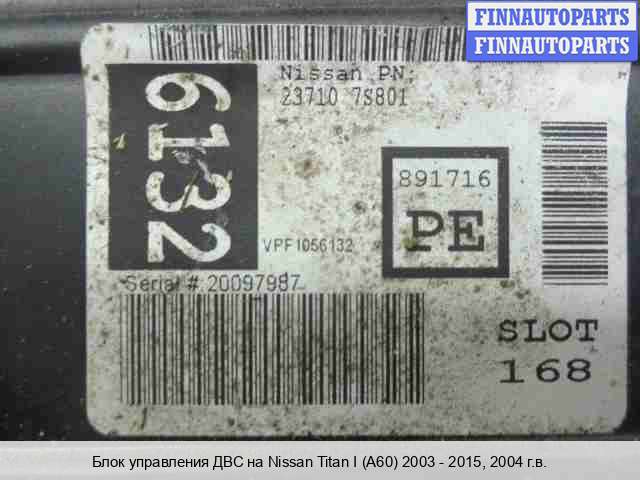 FINNAUTOPARTS
FINNAUTOPARTS
Nissan PN:
23710 7S801
6132
891716
PE
VPF1056132
Serial #: 20097987
SLOT
168
Блок управления ДВС на Nissan Titan I (A60) 2003 - 2015, 2004 г.в.